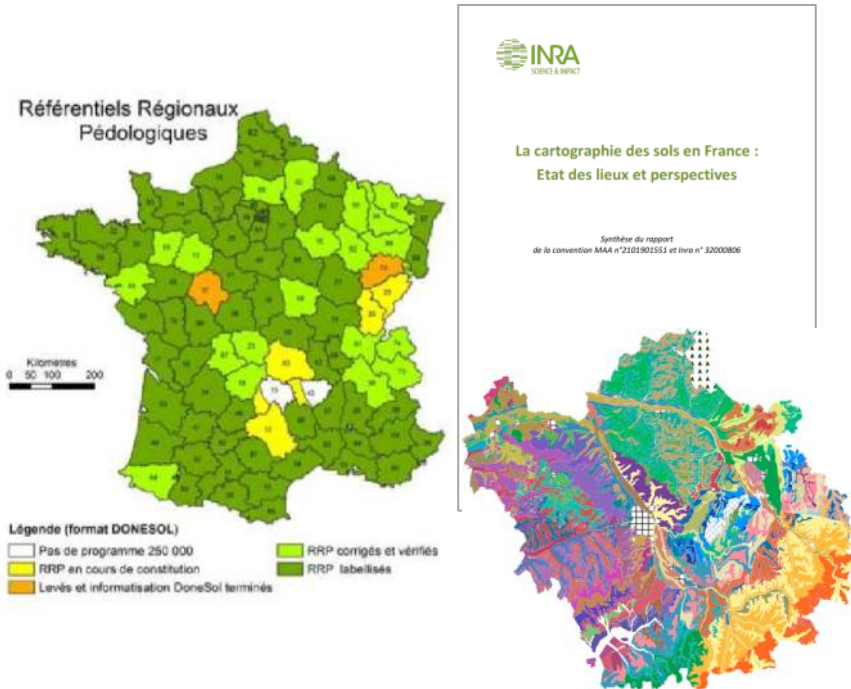 Référentiels Régionaux
Pédologiques
Kilomètres
0 50 100 200
Légende (format DONESOL)
Pas de programme 250 000
RRP en cours de constitution
Levés et informatisation DoneSol terminés
RRP corrigés et vérifiés
RRP labellisés
INRA
SCIENCE & IMPACT
La cartographie des sols en France :
Etat des lieux et perspectives
Synthèse du rapport
de la convention MAA n°2101901551 et Inra n° 32000806